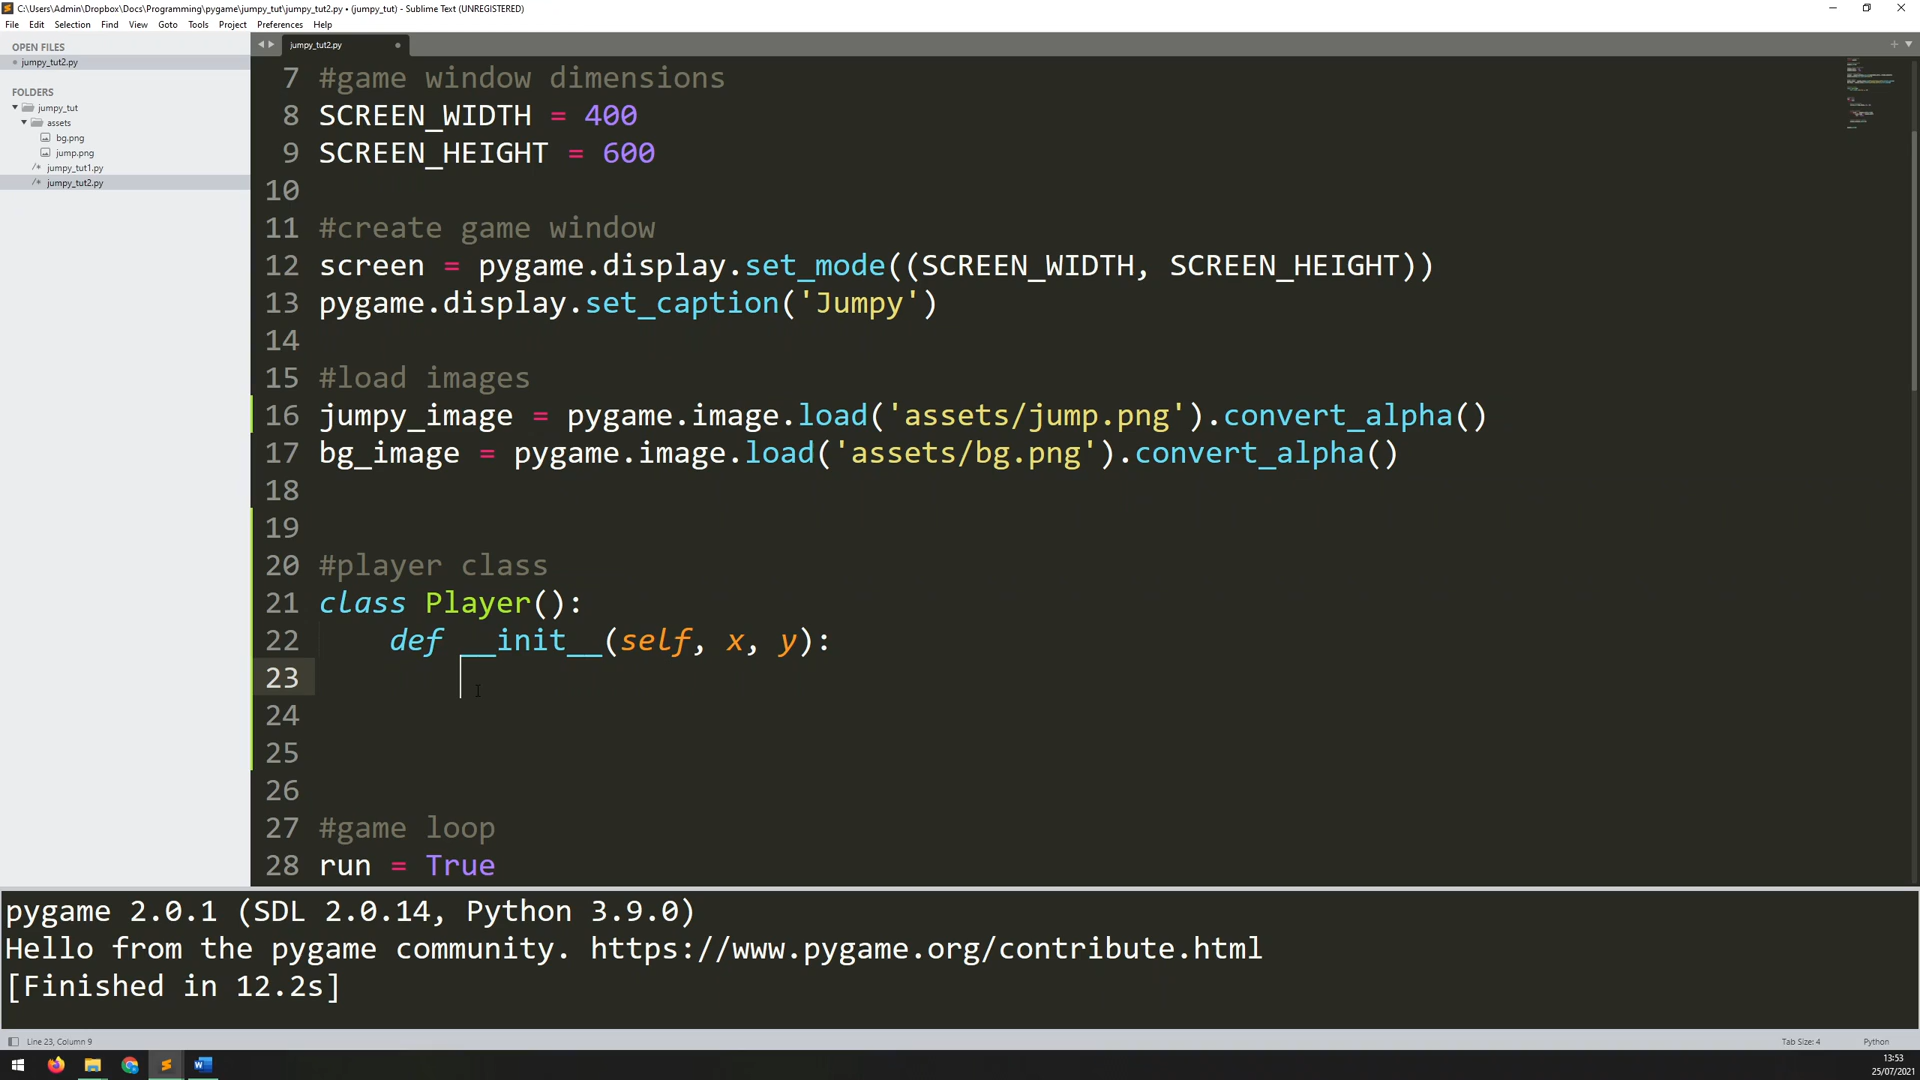 C:\Users\Admin\Dropbox\Docs\Programming\pygame\jumpy_tut\jumpy_tut2.py • (jumpy_tut) - Sublime Text (UNREGISTERED)
File Edit Selection Find View Goto Tools Project Preferences Help
OPEN FILES
jumpy_tut2.py
FOLDERS
jumpy_tut
assets
bg.png
jump.png
/* jumpy_tut1.py
/* jumpy_tut2.py
jumpy_tut2.py
7 #game window dimensions
8 SCREEN_WIDTH = 400
9 SCREEN_HEIGHT = 600
10
11 #create game window
12 screen = pygame.display.set_mode((SCREEN_WIDTH, SCREEN_HEIGHT))
13 pygame.display.set_caption('Jumpy')
14
15 #load images
16 jumpy_image = pygame.image.load('assets/jump.png').convert_alpha()
17 bg_image = pygame.image.load('assets/bg.png').convert_alpha()
18
19
20 #player class
21 class Player():
22 def __init__(self, x, y):
23
24
25
26
27 #game loop
28 run = True
pygame 2.0.1 (SDL 2.0.14, Python 3.9.0)
Hello from the pygame community. https://www.pygame.org/contribute.html
[Finished in 12.2s]
Line 23, Column 9
Tab Size: 4
Python
13:53
25/07/2021